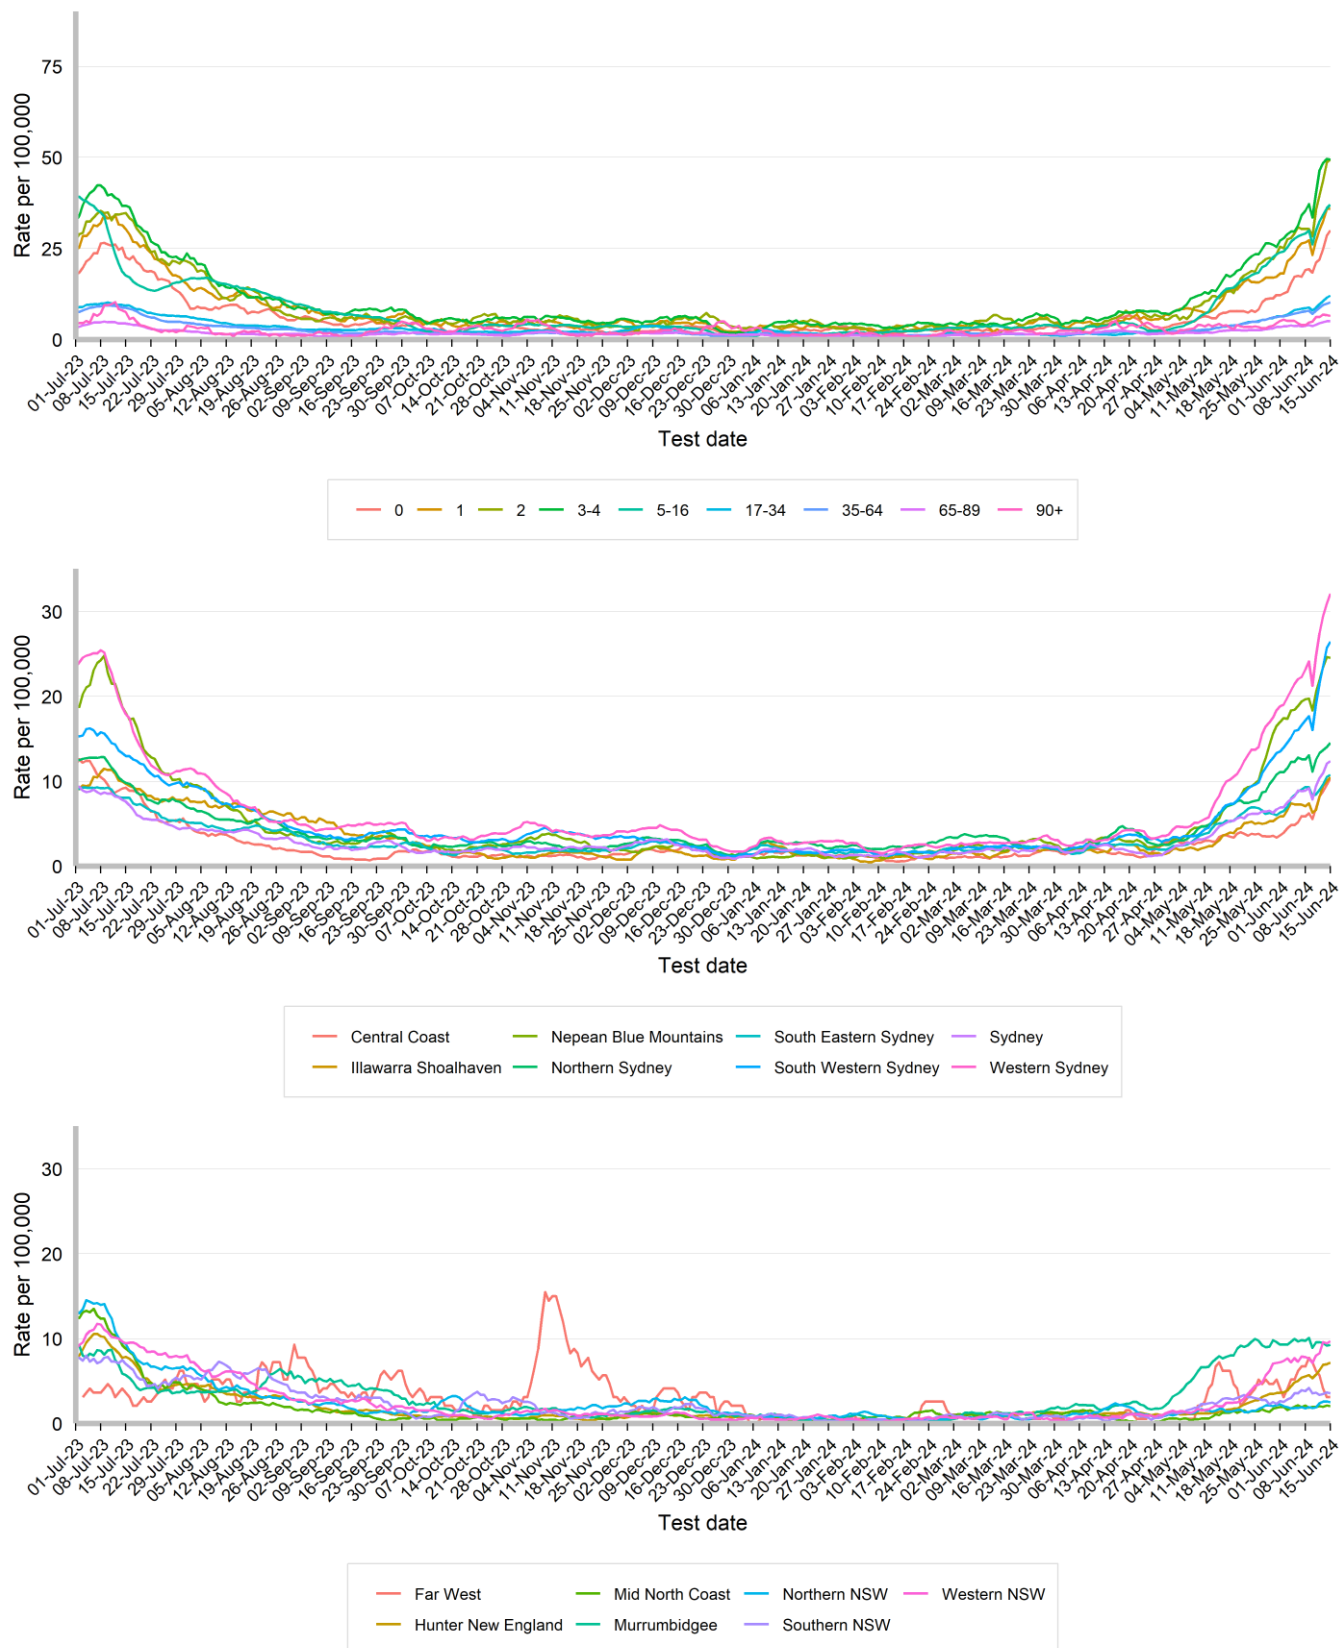 75
50
25
0
Rate per 100,000
01-Jul-23 08-Jul-23 15-Jul-23 22-Jul-23 29-Jul-23 05-Aug-23 12-Aug-23 19-Aug-23 26-Aug-23 02-Sep-23 09-Sep-23 16-Sep-23 23-Sep-23 30-Sep-23 07-Oct-23 14-Oct-23 21-Oct-23 28-Oct-23 04-Nov-23 11-Nov-23 18-Nov-23 25-Nov-23 02-Dec-23 09-Dec-23 16-Dec-23 23-Dec-23 30-Dec-23 06-Jan-24 13-Jan-24 20-Jan-24 27-Jan-24 03-Feb-24 10-Feb-24 17-Feb-24 24-Feb-24 02-Mar-24 09-Mar-24 16-Mar-24 23-Mar-24 30-Mar-24 06-Apr-24 13-Apr-24 20-Apr-24 27-Apr-24 04-May-24 11-May-24 18-May-24 25-May-24 01-Jun-24 08-Jun-24 15-Jun-24
Test date
0 1 2 3-4 5-16 17-34 35-64 65-89 90+
30
20
10
0
Rate per 100,000
01-Jul-23 08-Jul-23 15-Jul-23 22-Jul-23 29-Jul-23 05-Aug-23 12-Aug-23 19-Aug-23 26-Aug-23 02-Sep-23 09-Sep-23 16-Sep-23 23-Sep-23 30-Sep-23 07-Oct-23 14-Oct-23 21-Oct-23 28-Oct-23 04-Nov-23 11-Nov-23 18-Nov-23 25-Nov-23 02-Dec-23 09-Dec-23 16-Dec-23 23-Dec-23 30-Dec-23 06-Jan-24 13-Jan-24 20-Jan-24 27-Jan-24 03-Feb-24 10-Feb-24 17-Feb-24 24-Feb-24 02-Mar-24 09-Mar-24 16-Mar-24 23-Mar-24 30-Mar-24 06-Apr-24 13-Apr-24 20-Apr-24 27-Apr-24 04-May-24 11-May-24 18-May-24 25-May-24 01-Jun-24 08-Jun-24 15-Jun-24
Test date
Central Coast Nepean Blue Mountains South Eastern Sydney Sydney
Illawarra Shoalhaven Northern Sydney South Western Sydney Western Sydney
30
20
10
0
Rate per 100,000
01-Jul-23 08-Jul-23 15-Jul-23 22-Jul-23 29-Jul-23 05-Aug-23 12-Aug-23 19-Aug-23 26-Aug-23 02-Sep-23 09-Sep-23 16-Sep-23 23-Sep-23 30-Sep-23 07-Oct-23 14-Oct-23 21-Oct-23 28-Oct-23 04-Nov-23 11-Nov-23 18-Nov-23 25-Nov-23 02-Dec-23 09-Dec-23 16-Dec-23 23-Dec-23 30-Dec-23 06-Jan-24 13-Jan-24 20-Jan-24 27-Jan-24 03-Feb-24 10-Feb-24 17-Feb-24 24-Feb-24 02-Mar-24 09-Mar-24 16-Mar-24 23-Mar-24 30-Mar-24 06-Apr-24 13-Apr-24 20-Apr-24 27-Apr-24 04-May-24 11-May-24 18-May-24 25-May-24 01-Jun-24 08-Jun-24 15-Jun-24
Test date
Far West Mid North Coast Northern NSW Western NSW
Hunter New England Murrumbidgee Southern NSW